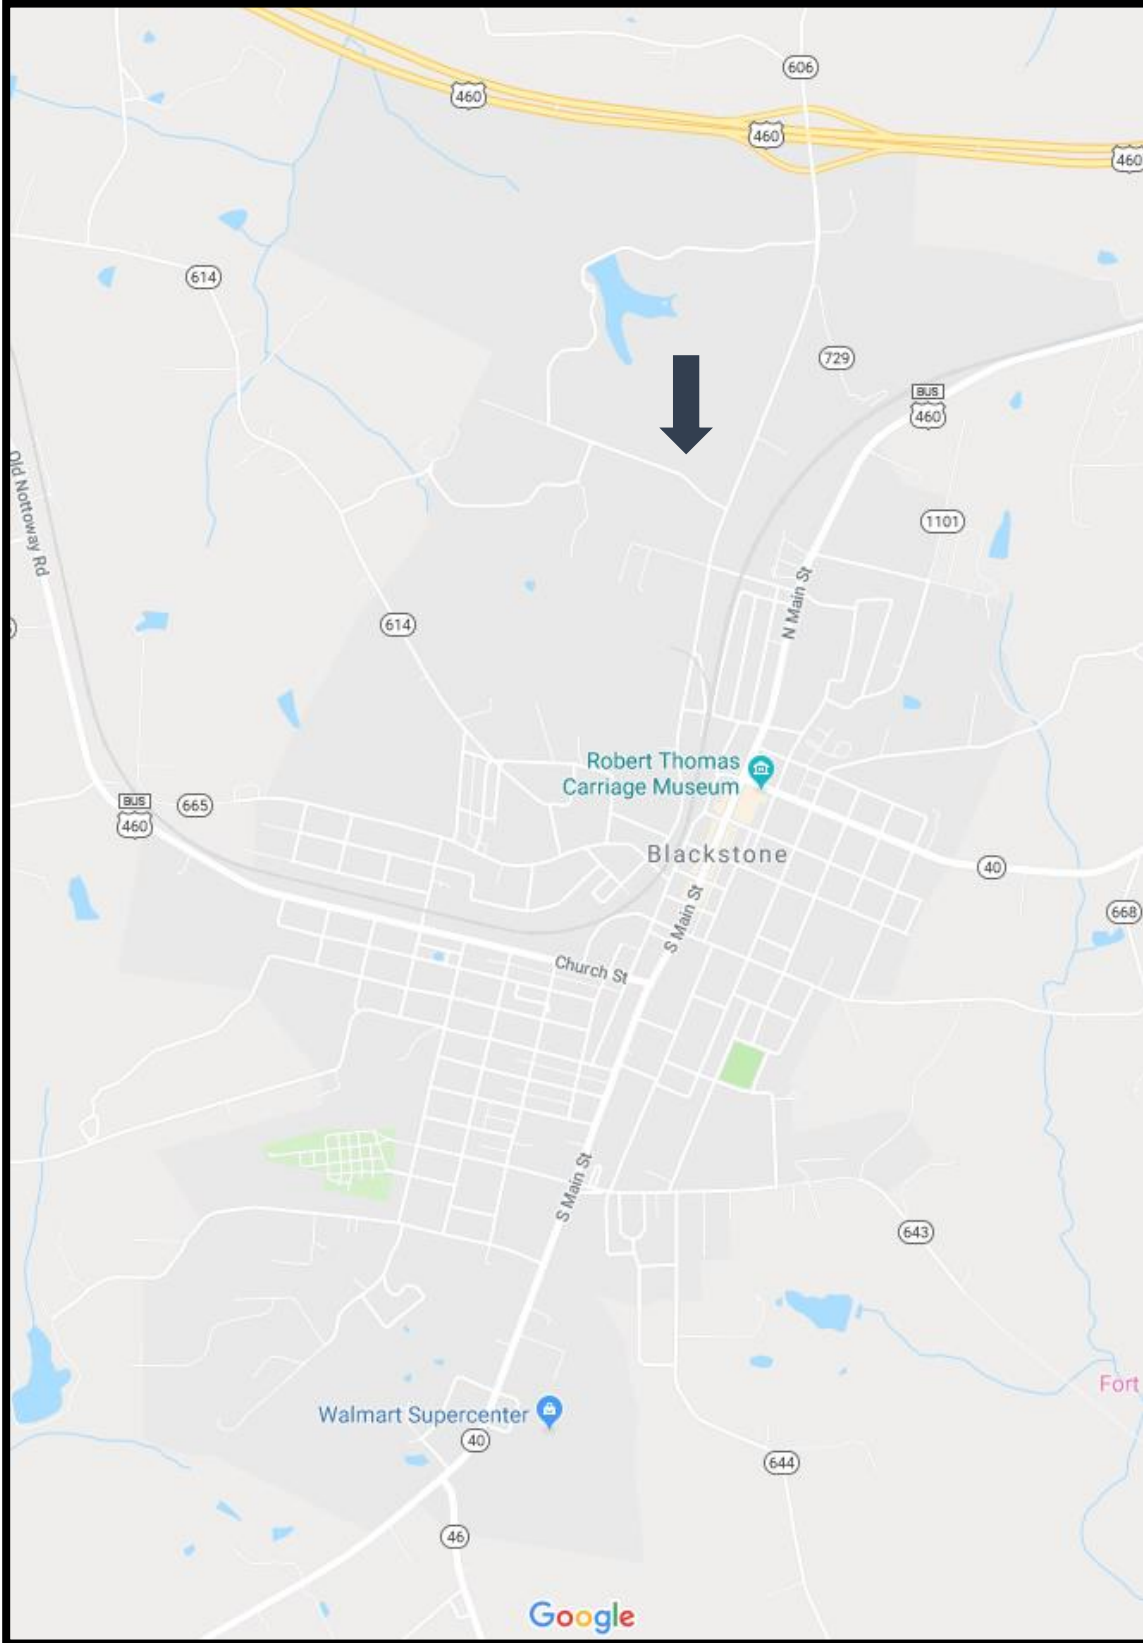 606
460
460
460
614
729
BUS
460
Old Nottoway Rd
1101
N Main St
614
Robert Thomas
Carriage Museum
BUS
460
665
Blackstone
40
668
S Main St
Church St
S Main St
643
Fort
Walmart Supercenter
40
644
46
Google